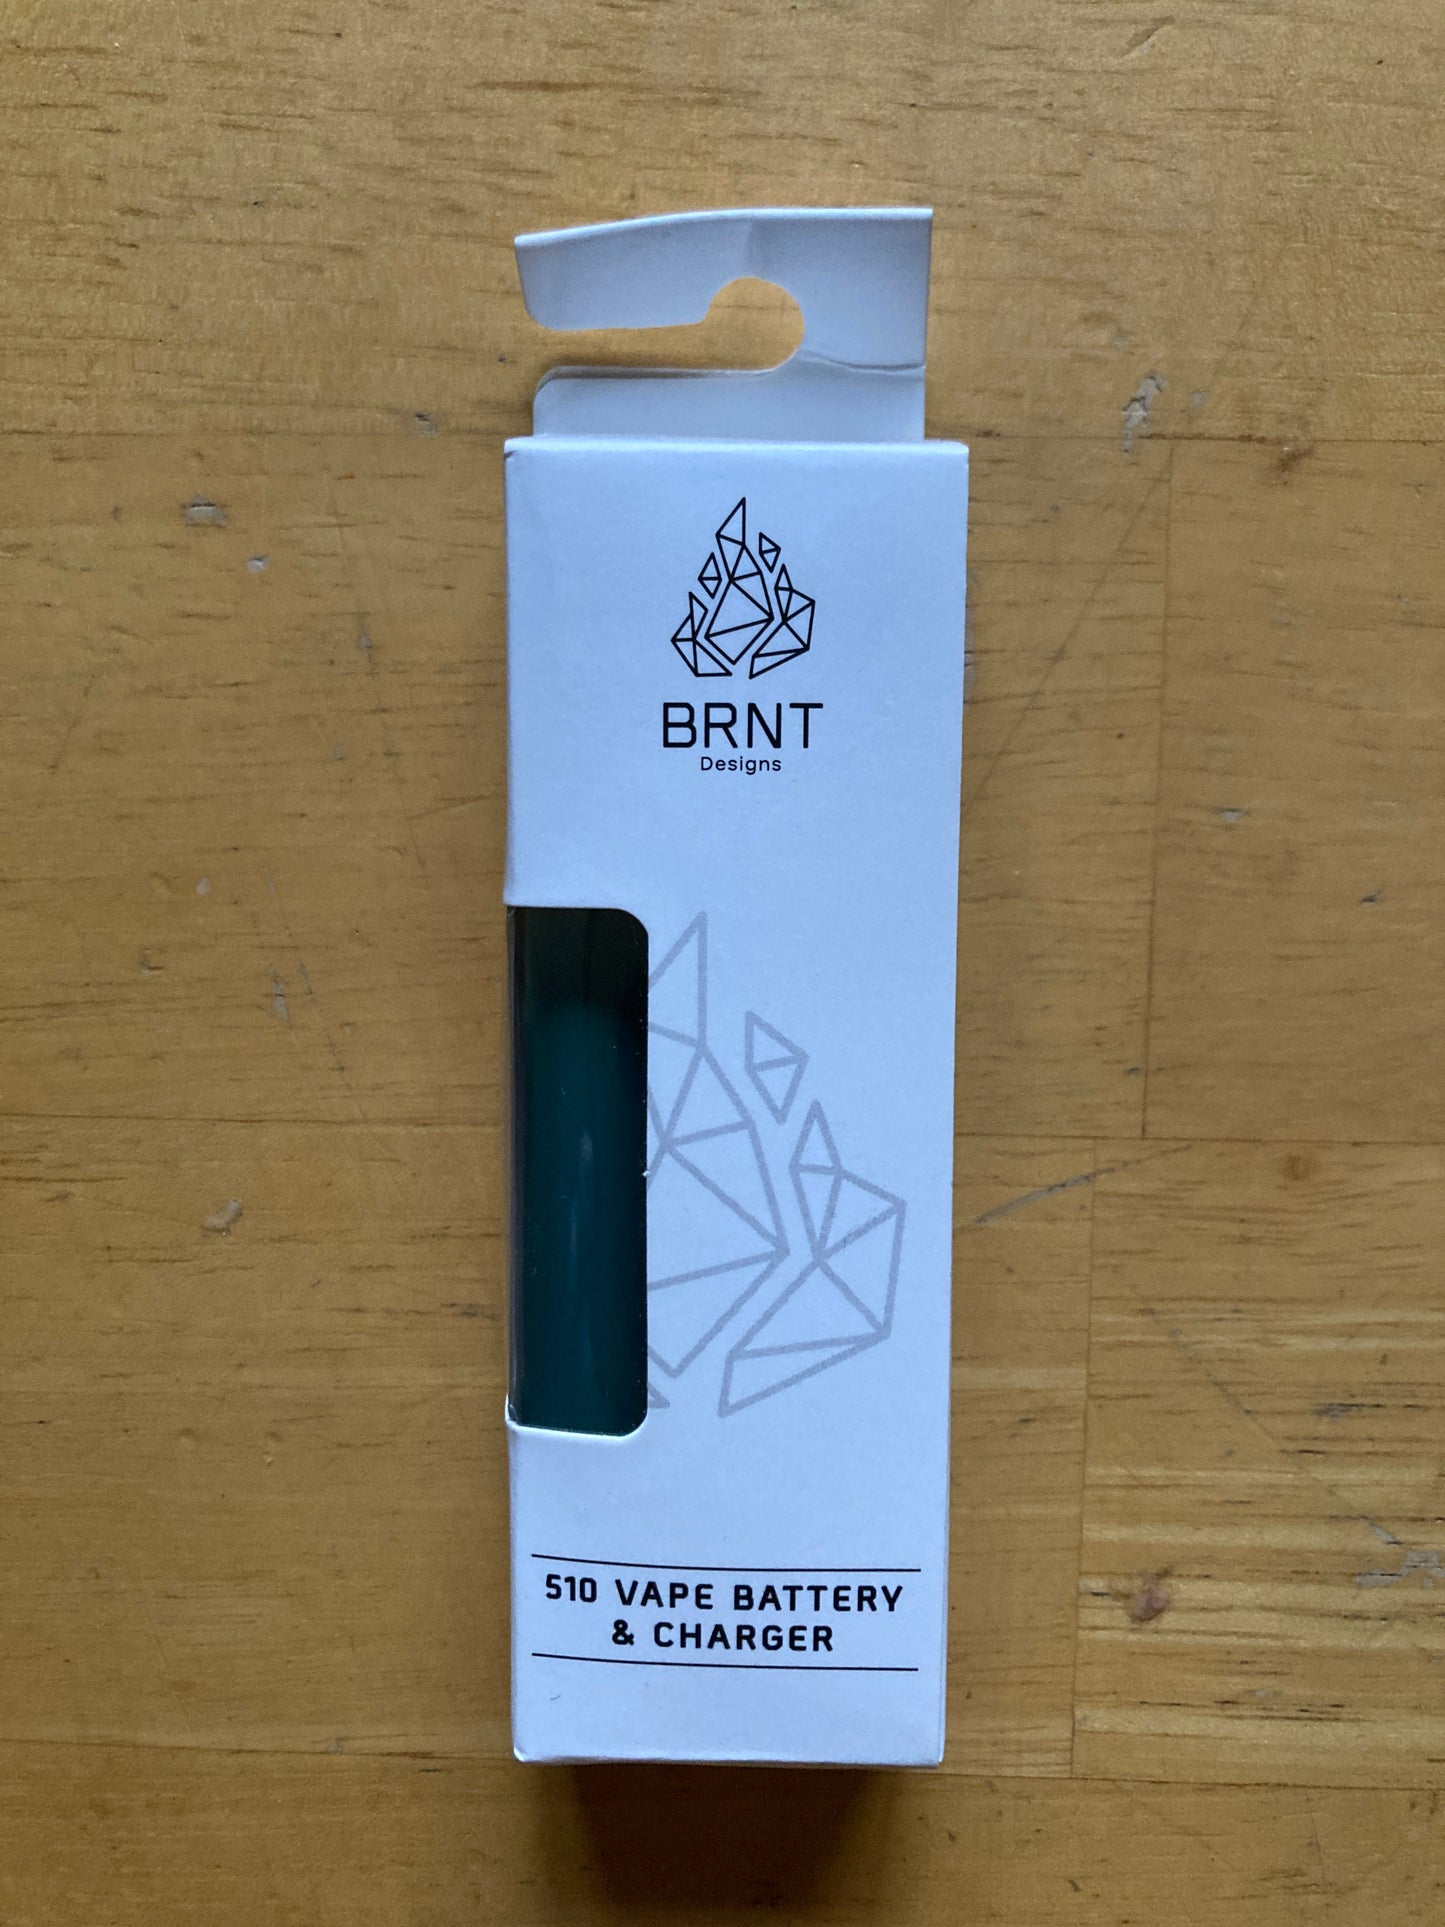 BRNT
Designs
510 VAPE BATTERY
& CHARGER